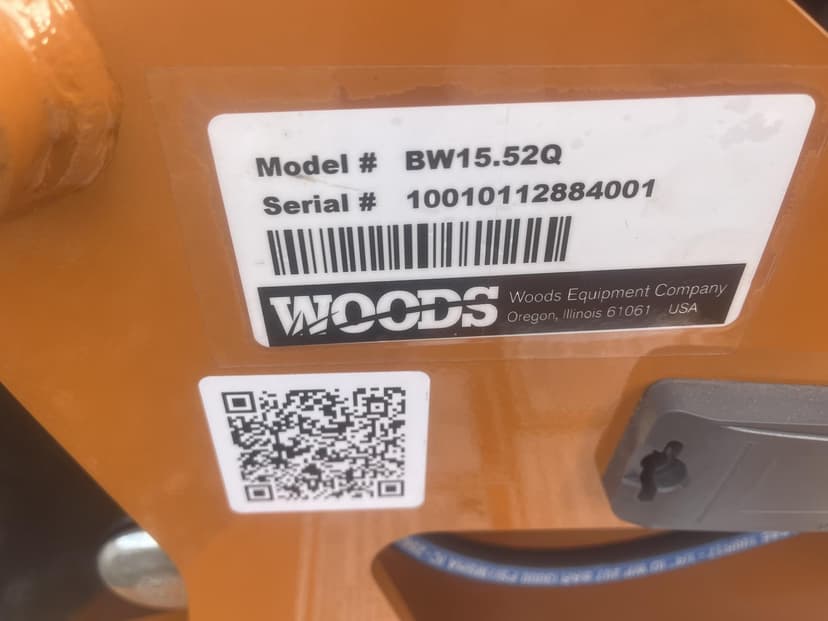 Model # BW15.52Q
Serial # 10010112884001
WOODS
Woods Equipment Company
Oregon, Illinois 61061 USA